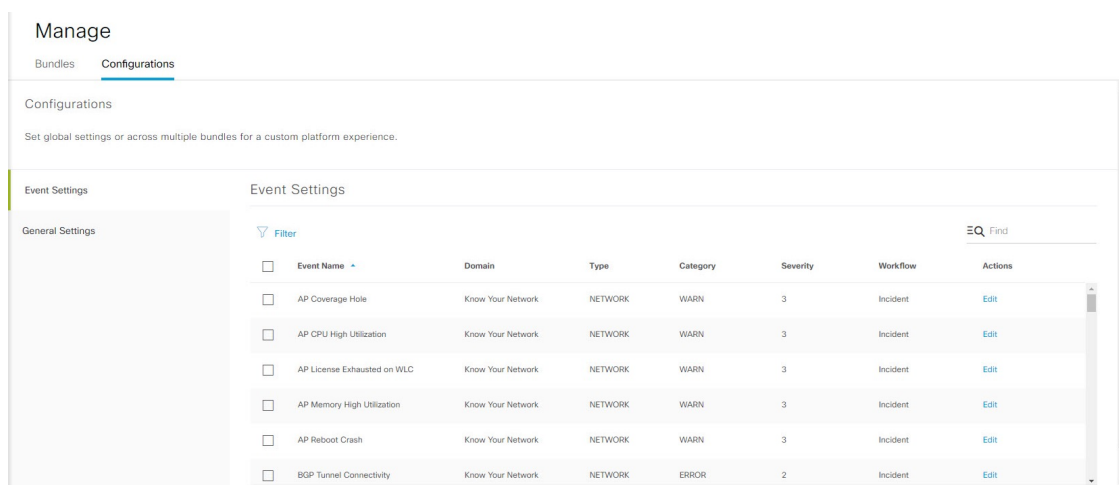 Manage
Bundles Configurations
Configurations
Set global settings or across multiple bundles for a custom platform experience.
Event Settings
General Settings
Event Settings
Filter
Find
Event Name Domain Type Category Severity Workflow Actions
AP Coverage Hole Know Your Network NETWORK WARN 3 Incident Edit
AP CPU High Utilization Know Your Network NETWORK WARN 3 Incident Edit
AP License Exhausted on WLC Know Your Network NETWORK WARN 3 Incident Edit
AP Memory High Utilization Know Your Network NETWORK WARN 3 Incident Edit
AP Reboot Crash Know Your Network NETWORK WARN 3 Incident Edit
BGP Tunnel Connectivity Know Your Network NETWORK ERROR 2 Incident Edit